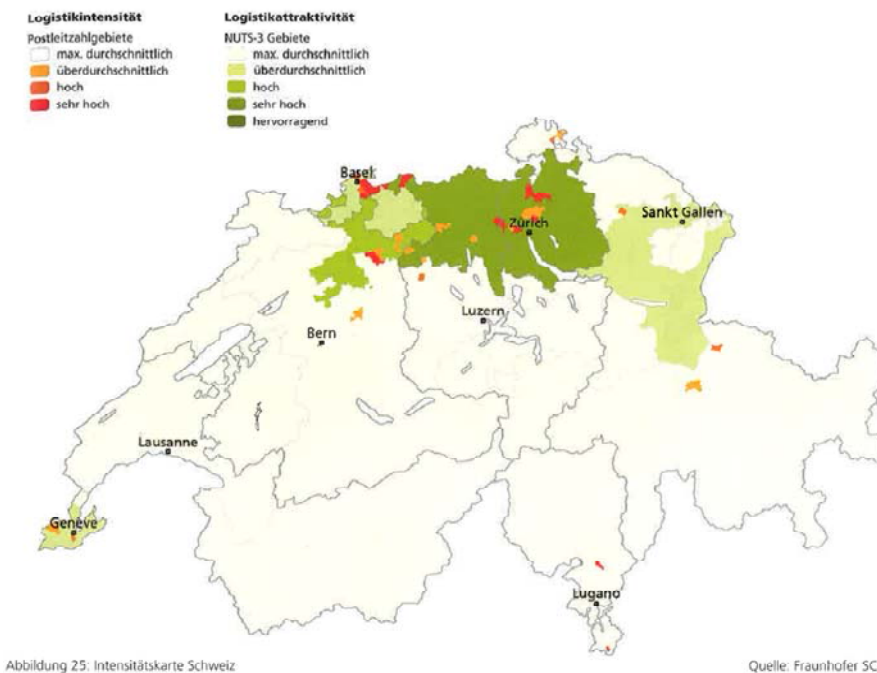 Logistikintensität
Postleitzahlgebiete
max. durchschnittlich
überdurchschnittlich
hoch
sehr hoch
Logistikattraktivität
NUTS-3 Gebiete
max. durchschnittlich
überdurchschnittlich
hoch
sehr hoch
hervorragend
Basel
Zürich
Sankt Gallen
Luzern
Bern
Lausanne
Genève
Lugano
Abbildung 25: Intensitätskarte Schweiz
Quelle: Fraunhofer SC